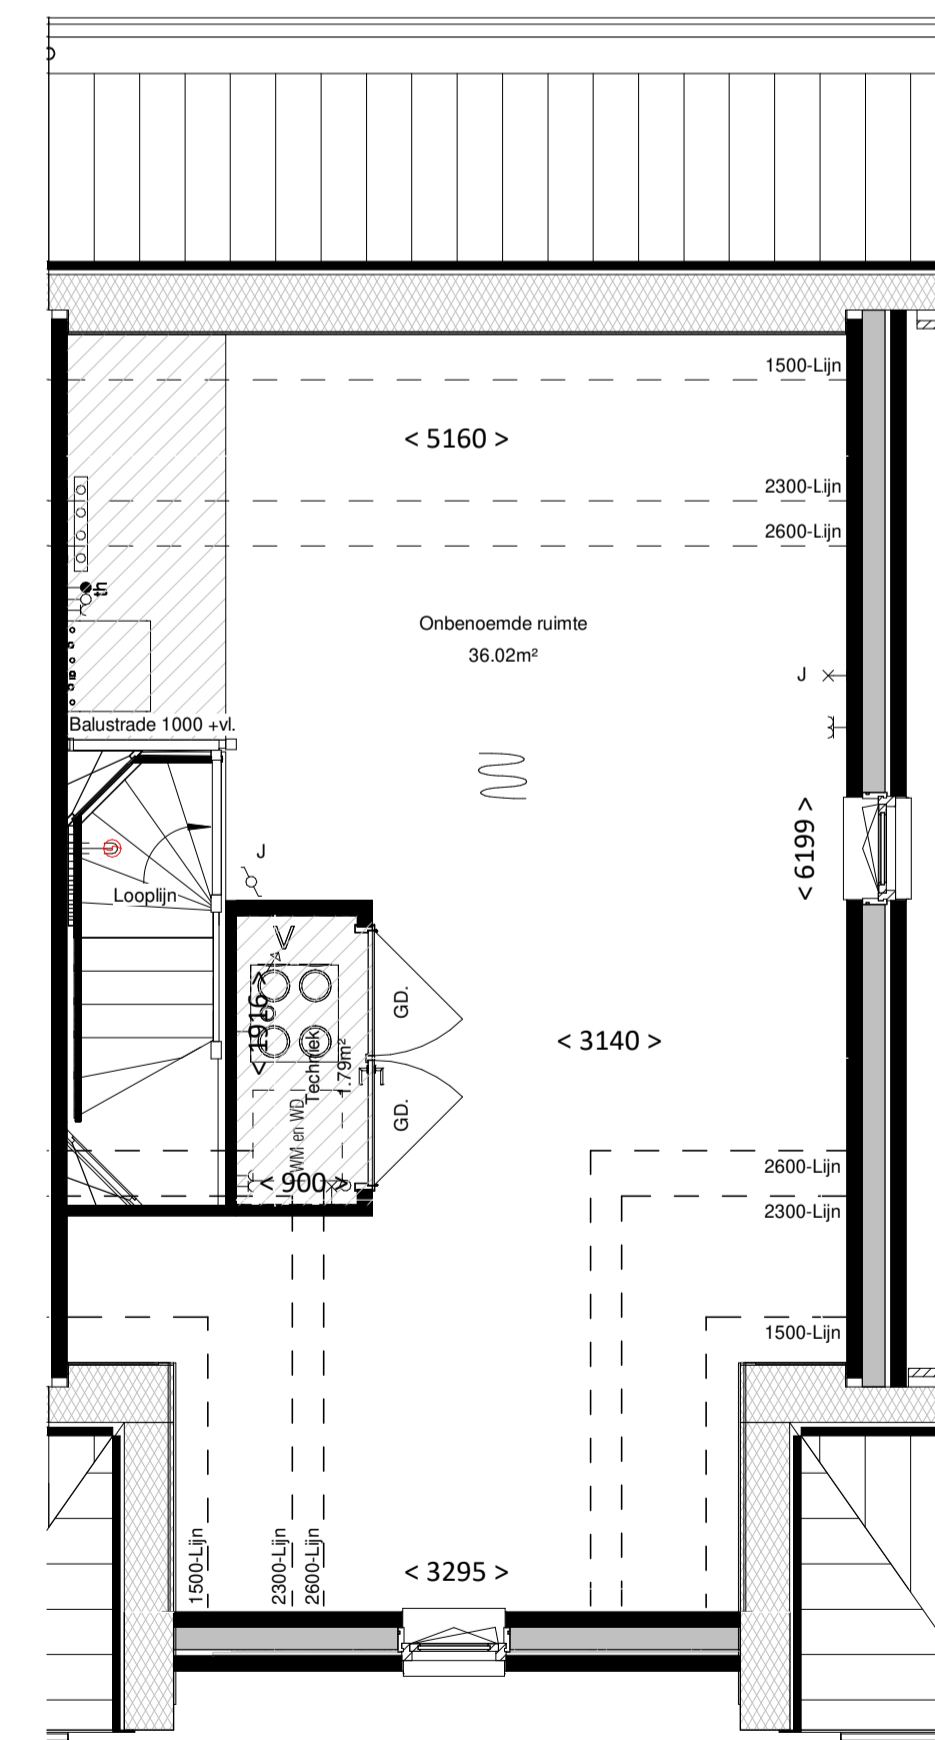 1500-Lijn
< 5160 >
2300-Lijn
2600-Lijn
th
Onbenoemde ruimte
36.02m²
J
Balustrade 1000 +vl.
< 6199 >
J
Looplijn
V
< 1916 >
Techniek
1.79m²
GD.
< 3140 >
GD.
WM en WD
< 900 >
2600-Lijn
2300-Lijn
1500-Lijn
1500-Lijn
2300-Lijn
2600-Lijn
< 3295 >